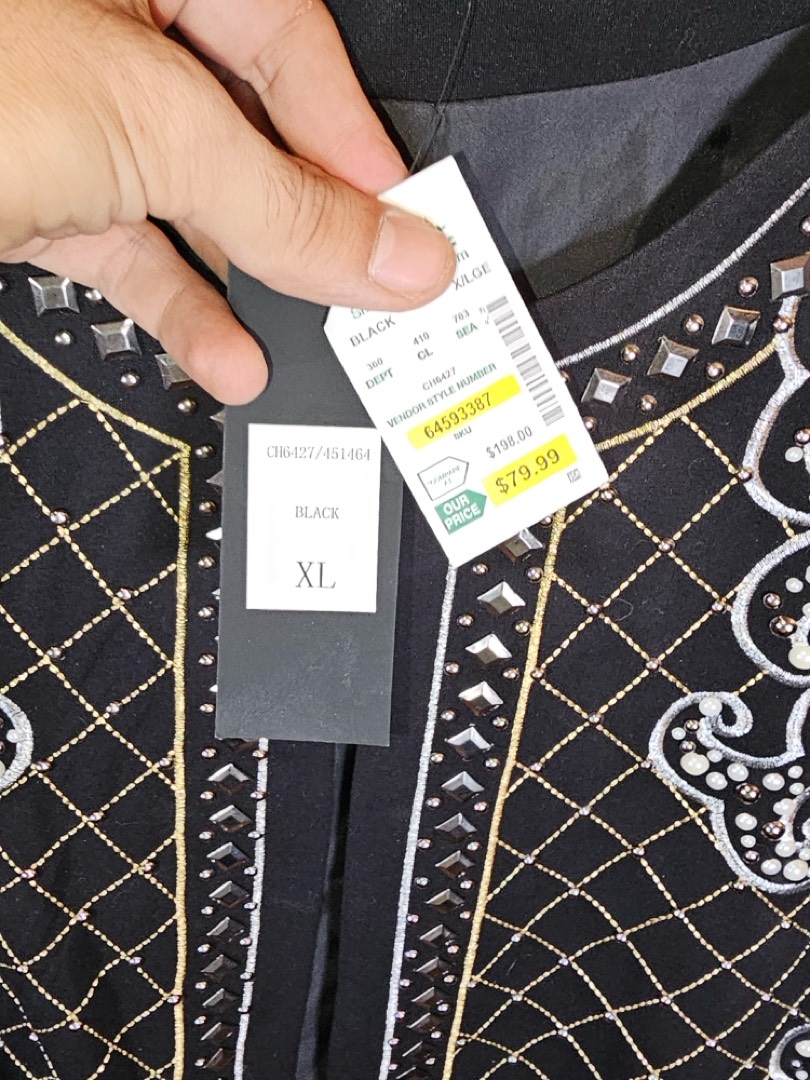 CH6427/451464
BLACK
XL
X/LGE
BLACK
360 410 703
DEPT CL SEA
CH6427
VENDOR STYLE NUMBER
64593387
SKU
$198.00
$79.99
OUR
PRICE